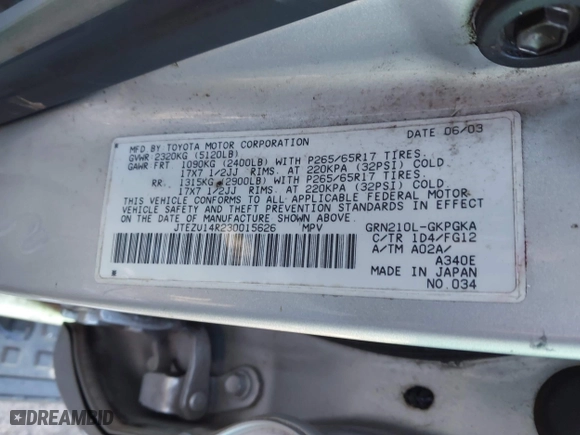 MFD BY TOYOTA MOTOR CORPORATION DATE 06/03
GVWR 2320KG (5120LB)
GAWR FRT 1090KG (2400LB) WITH P265/65R17 TIRES.
17X7 1/2JJ RIMS. AT 220KPA (32PSI) COLD.
RR. 1315KG (2900LB) WITH P265/65R17 TIRES.
17X7 1/2JJ RIMS. AT 220KPA (32PSI) COLD.
THIS VEHICLE CONFORMS TO ALL APPLICABLE FEDERAL MOTOR
VEHICLE SAFETY AND THEFT PREVENTION STANDARDS IN EFFECT
ON THE DATE OF MANUFACTURE SHOWN ABOVE.
JTEZU14R230015626 MPV GRN210L-GKPGKA
C/TR 1D4/FG12
A/TM A02A/
A340E
MADE IN JAPAN
NO.034
DREAMBID